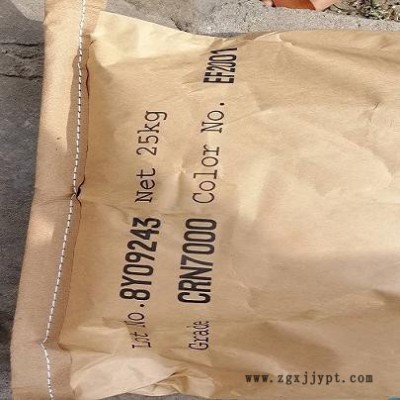 Lot No.8Y09243 Net 25kg
Grade CRN7000 Color No. EF2001
www.zgxjjypt.com